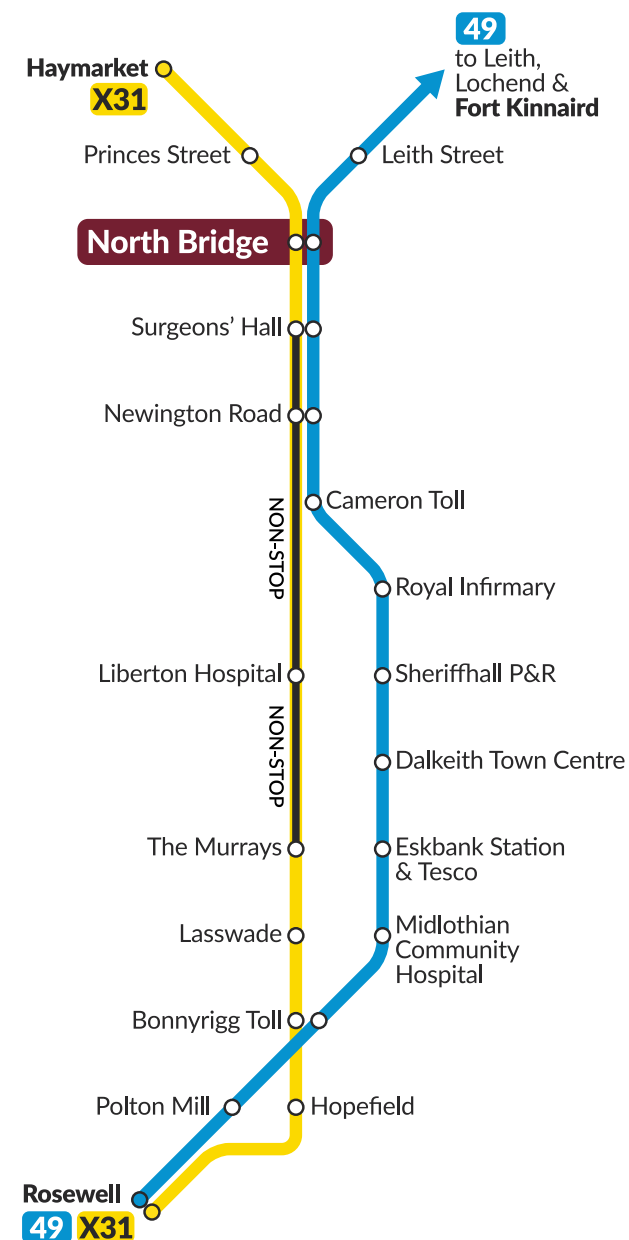 Haymarket
X31
49
to Leith,
Lochend &
Fort Kinnaird
Princes Street
Leith Street
North Bridge
Surgeons’ Hall
Newington Road
NON-STOP
Cameron Toll
Royal Infirmary
Liberton Hospital
Sheriffhall P&R
NON-STOP
Dalkeith Town Centre
The Murrays
Eskbank Station
& Tesco
Lasswade
Midlothian
Community
Hospital
Bonnyrigg Toll
Polton Mill
Hopefield
Rosewell
49 X31